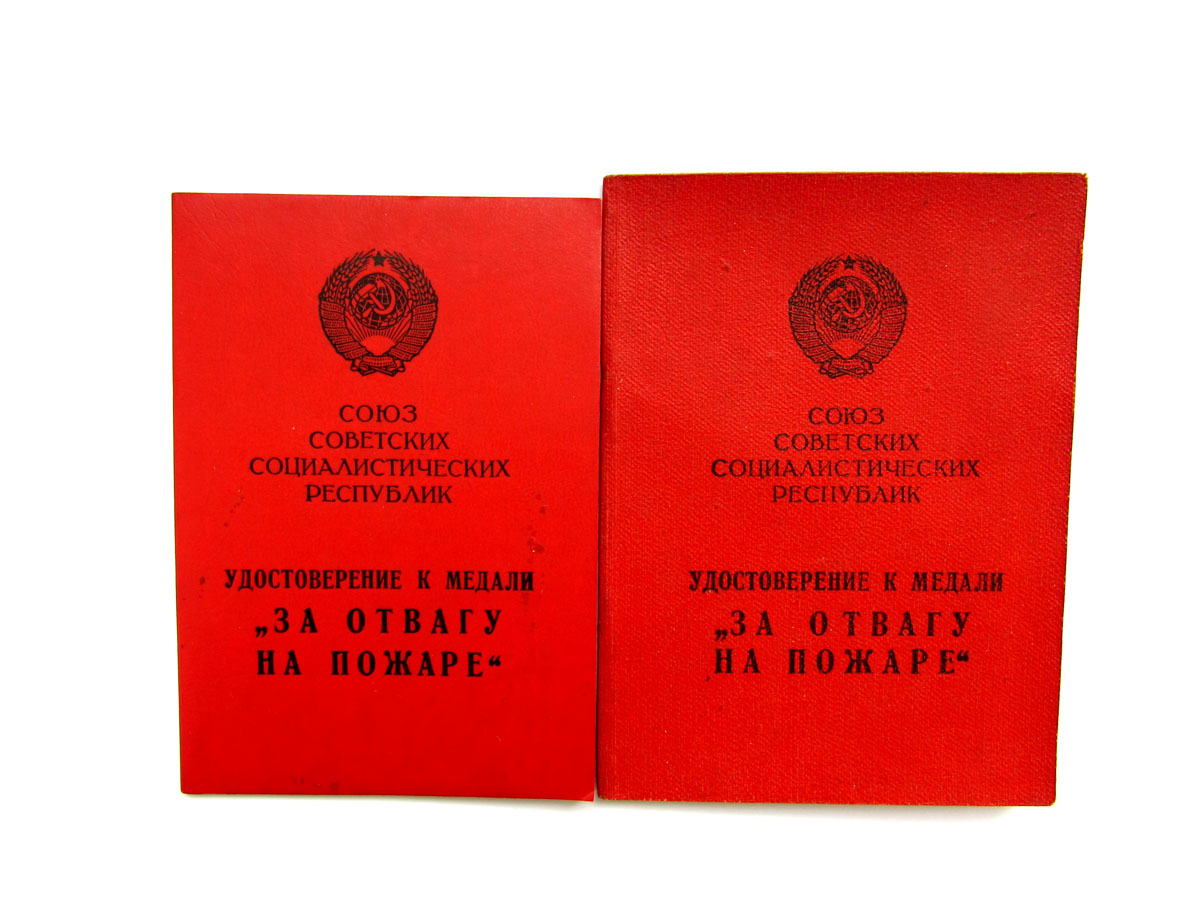 СОЮЗ
СОВЕТСКИХ
СОЦИАЛИСТИЧЕСКИХ
РЕСПУБЛИК
УДОСТОВЕРЕНИЕ К МЕДАЛИ
„ЗА ОТВАГУ
НА ПОЖАРЕ“
СОЮЗ
СОВЕТСКИХ
СОЦИАЛИСТИЧЕСКИХ
РЕСПУБЛИК
УДОСТОВЕРЕНИЕ К МЕДАЛИ
„ЗА ОТВАГУ
НА ПОЖАРЕ“